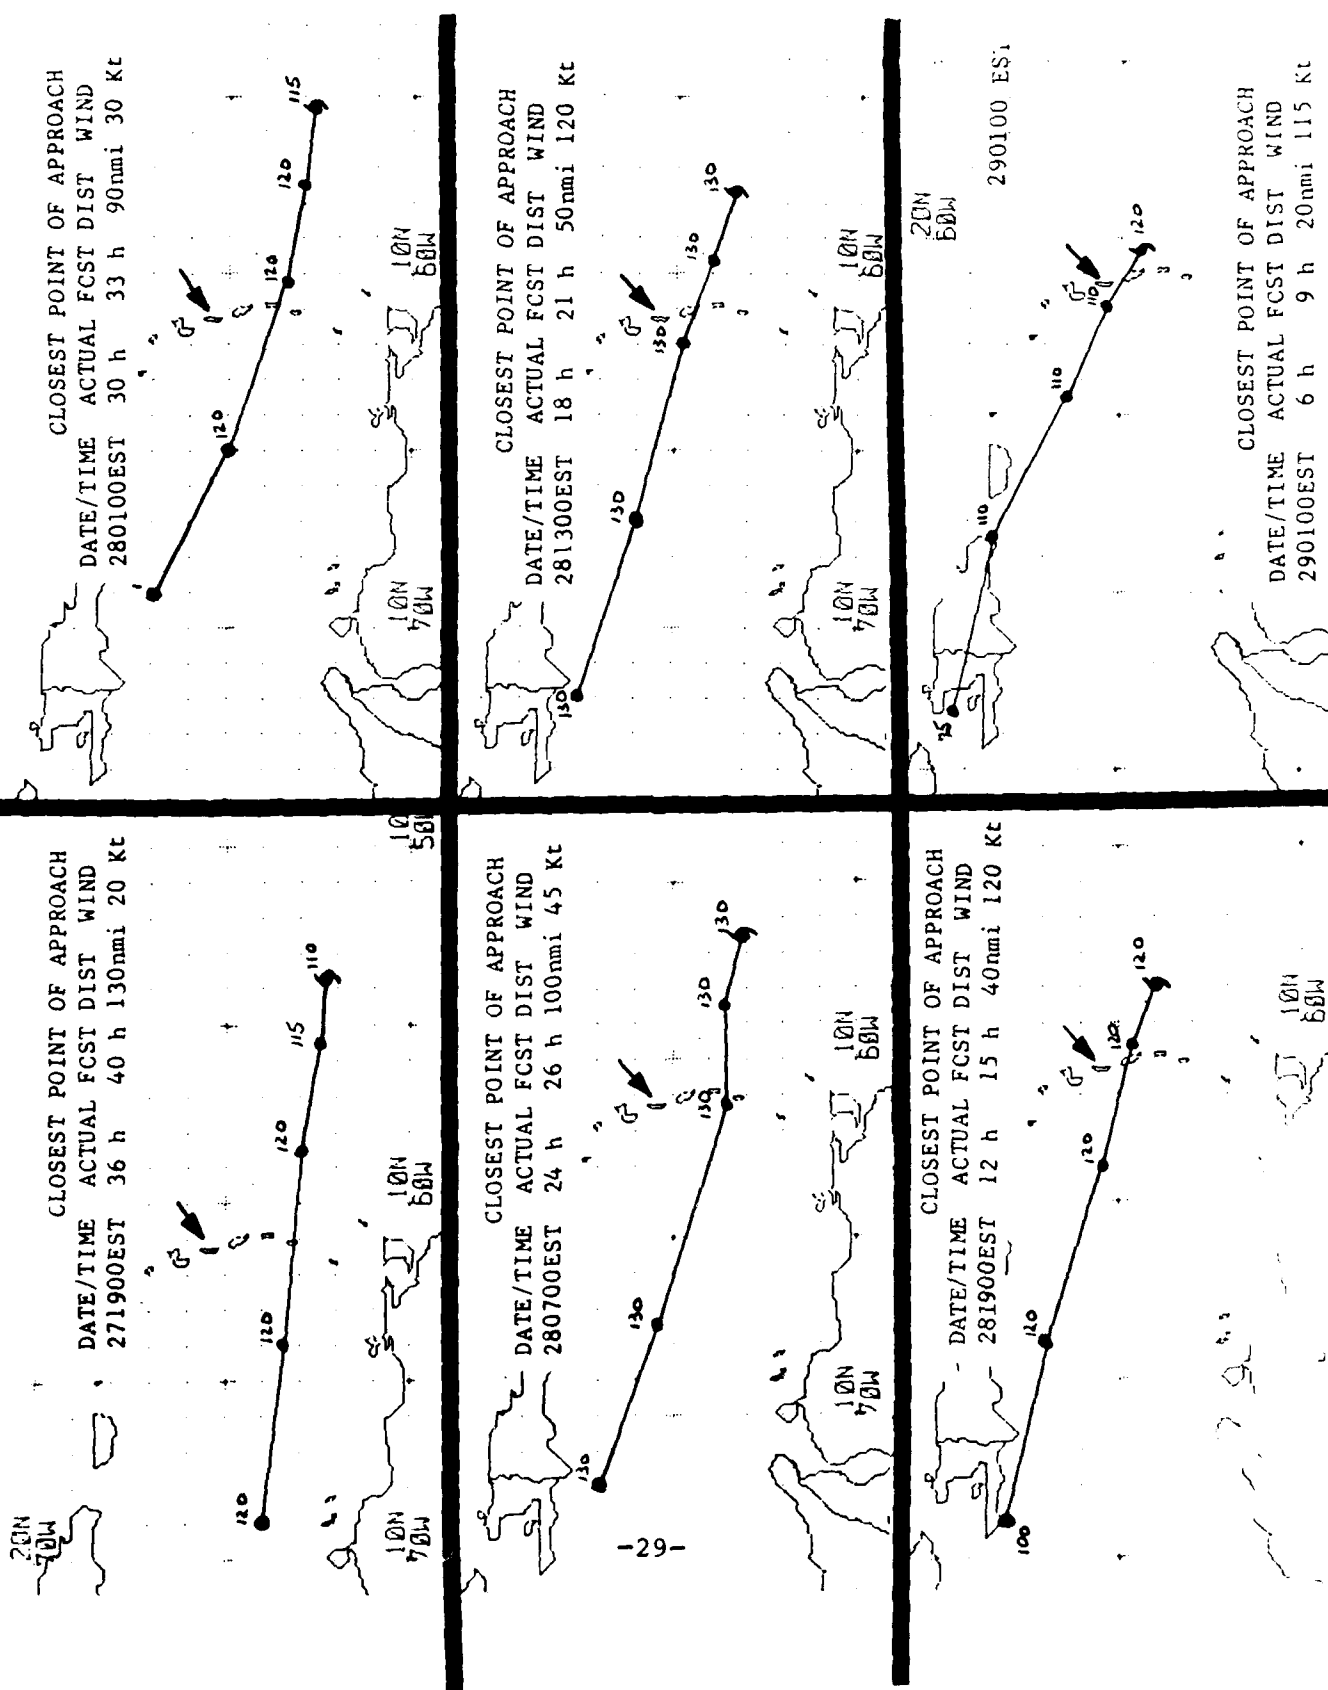 CLOSEST POINT OF APPROACH
DATE/TIME ACTUAL FCST DIST WIND
271900EST 36 h 40 h 130nmi 20 Kt
20N
70W
110
115
120
120
120
10N
50W
10N
60W
10N
70W
CLOSEST POINT OF APPROACH
DATE/TIME ACTUAL FCST DIST WIND
280100EST 30 h 33 h 90nmi 30 Kt
115
120
120
120
10N
60W
10N
70W
CLOSEST POINT OF APPROACH
DATE/TIME ACTUAL FCST DIST WIND
280700EST 24 h 26 h 100nmi 45 Kt
130
130
130
130
130
10N
60W
10N
70W
CLOSEST POINT OF APPROACH
DATE/TIME ACTUAL FCST DIST WIND
281300EST 18 h 21 h 50nmi 120 Kt
130
130
130
130
130
10N
60W
10N
70W
CLOSEST POINT OF APPROACH
DATE/TIME ACTUAL FCST DIST WIND
281900EST 12 h 15 h 40nmi 120 Kt
120
120
120
120
100
10N
60W
20N
60W
290100 EST
120
110
110
110
75
CLOSEST POINT OF APPROACH
DATE/TIME ACTUAL FCST DIST WIND
290100EST 6 h 9 h 20nmi 115 Kt
-29-